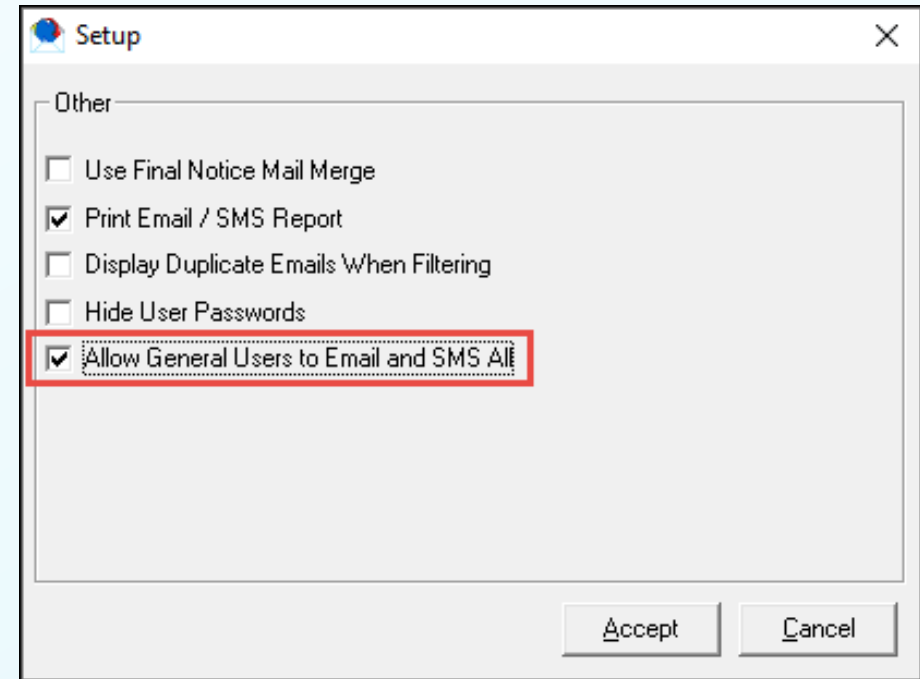 Setup
Other
Use Final Notice Mail Merge
Print Email / SMS Report
Display Duplicate Emails When Filtering
Hide User Passwords
Allow General Users to Email and SMS All
Accept Cancel